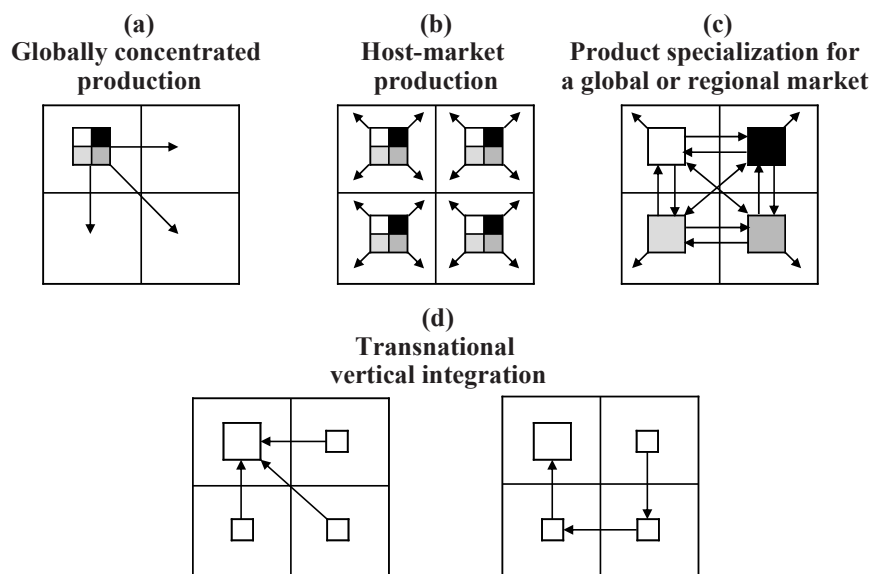 (a)
Globally concentrated
production
(b)
Host-market
production
(c)
Product specialization for
a global or regional market
(d)
Transnational
vertical integration